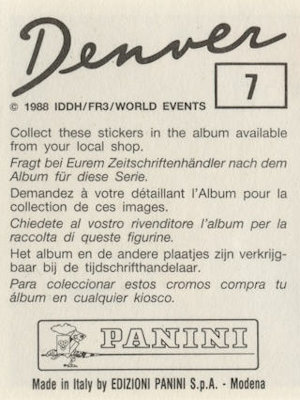 Denver
7
© 1988 IDDH/FR3/WORLD EVENTS
Collect these stickers in the album available
from your local shop.
Fragt bei Eurem Zeitschriftenhändler nach dem
Album für diese Serie.
Demandez à votre détaillant l'Album pour la
collection de ces images.
Chiedete al vostro rivenditore l'album per la
raccolta di queste figurine.
Het album en de andere plaatjes zijn verkrijg-
baar bij de tijdschrifthandelaar.
Para coleccionar estos cromos compra tu
álbum en cualquier kiosco.
PANINI
Made in Italy by EDIZIONI PANINI S.p.A. - Modena